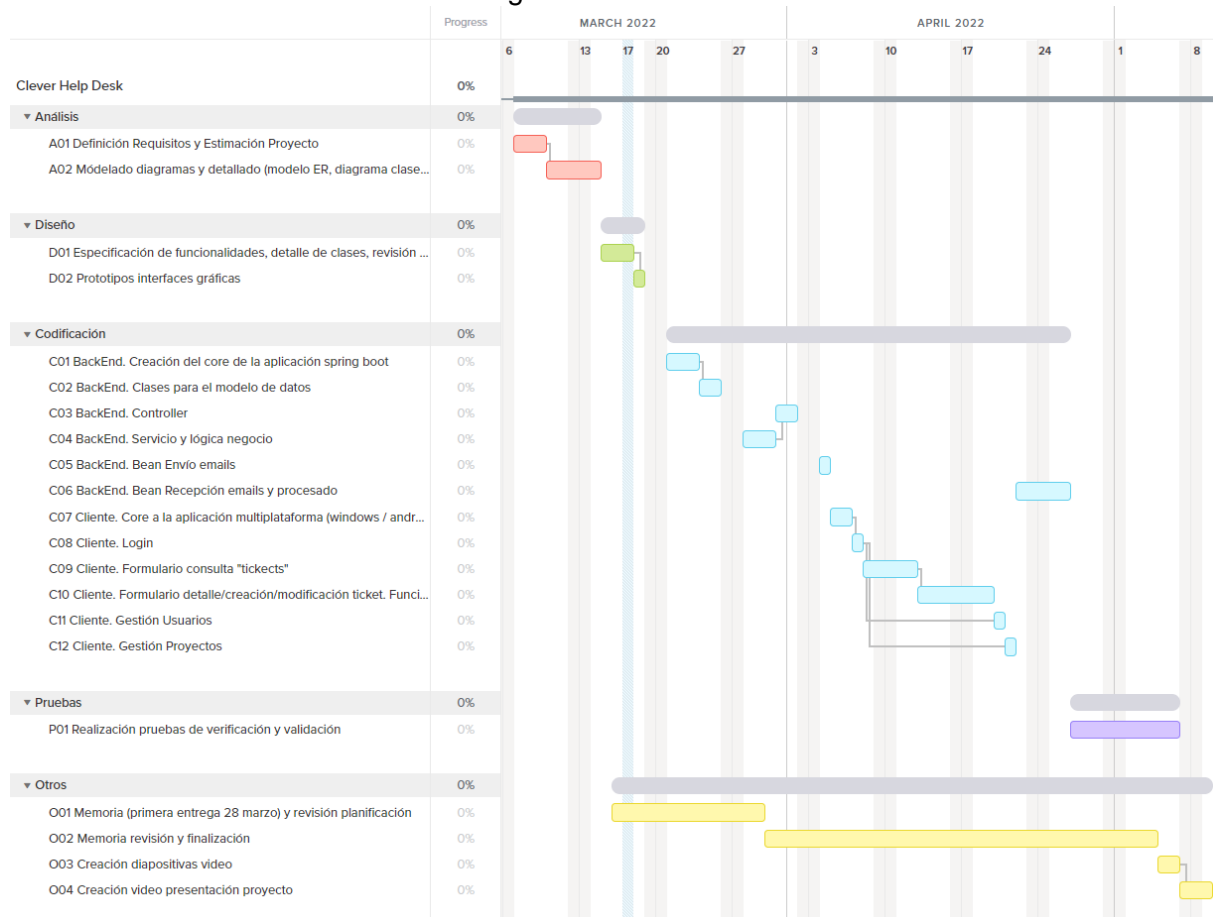 Progress
MARCH 2022
APRIL 2022
6 13 17 20 27 3 10 17 24 1 8
Clever Help Desk 0%
Análisis 0%
A01 Definición Requisitos y Estimación Proyecto 0%
A02 Módelado diagramas y detallado (modelo ER, diagrama clase... 0%
Diseño 0%
D01 Especificación de funcionalidades, detalle de clases, revisión ... 0%
D02 Prototipos interfaces gráficas 0%
Codificación 0%
C01 BackEnd. Creación del core de la aplicación spring boot 0%
C02 BackEnd. Clases para el modelo de datos 0%
C03 BackEnd. Controller 0%
C04 BackEnd. Servicio y lógica negocio 0%
C05 BackEnd. Bean Envío emails 0%
C06 BackEnd. Bean Recepción emails y procesado 0%
C07 Cliente. Core a la aplicación multiplataforma (windows / andr... 0%
C08 Cliente. Login 0%
C09 Cliente. Formulario consulta "tickects" 0%
C10 Cliente. Formulario detalle/creación/modificación ticket. Funci... 0%
C11 Cliente. Gestión Usuarios 0%
C12 Cliente. Gestión Proyectos 0%
Pruebas 0%
P01 Realización pruebas de verificación y validación 0%
Otros 0%
O01 Memoria (primera entrega 28 marzo) y revisión planificación 0%
O02 Memoria revisión y finalización 0%
O03 Creación diapositivas video 0%
O04 Creación video presentación proyecto 0%